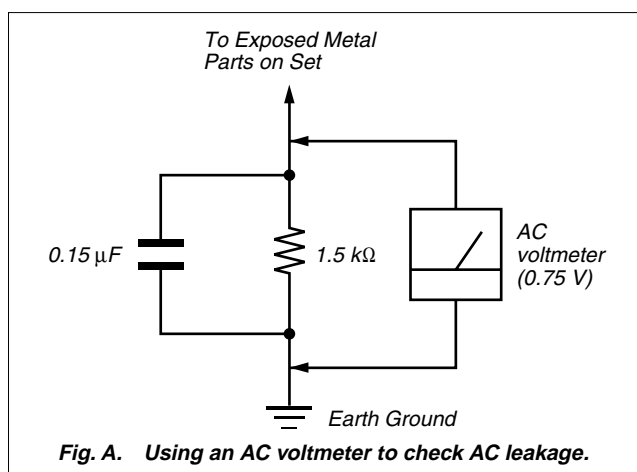 To Exposed Metal
Parts on Set
0.15 µF
1.5 kΩ
AC
voltmeter
(0.75 V)
Earth Ground
Fig. A. Using an AC voltmeter to check AC leakage.